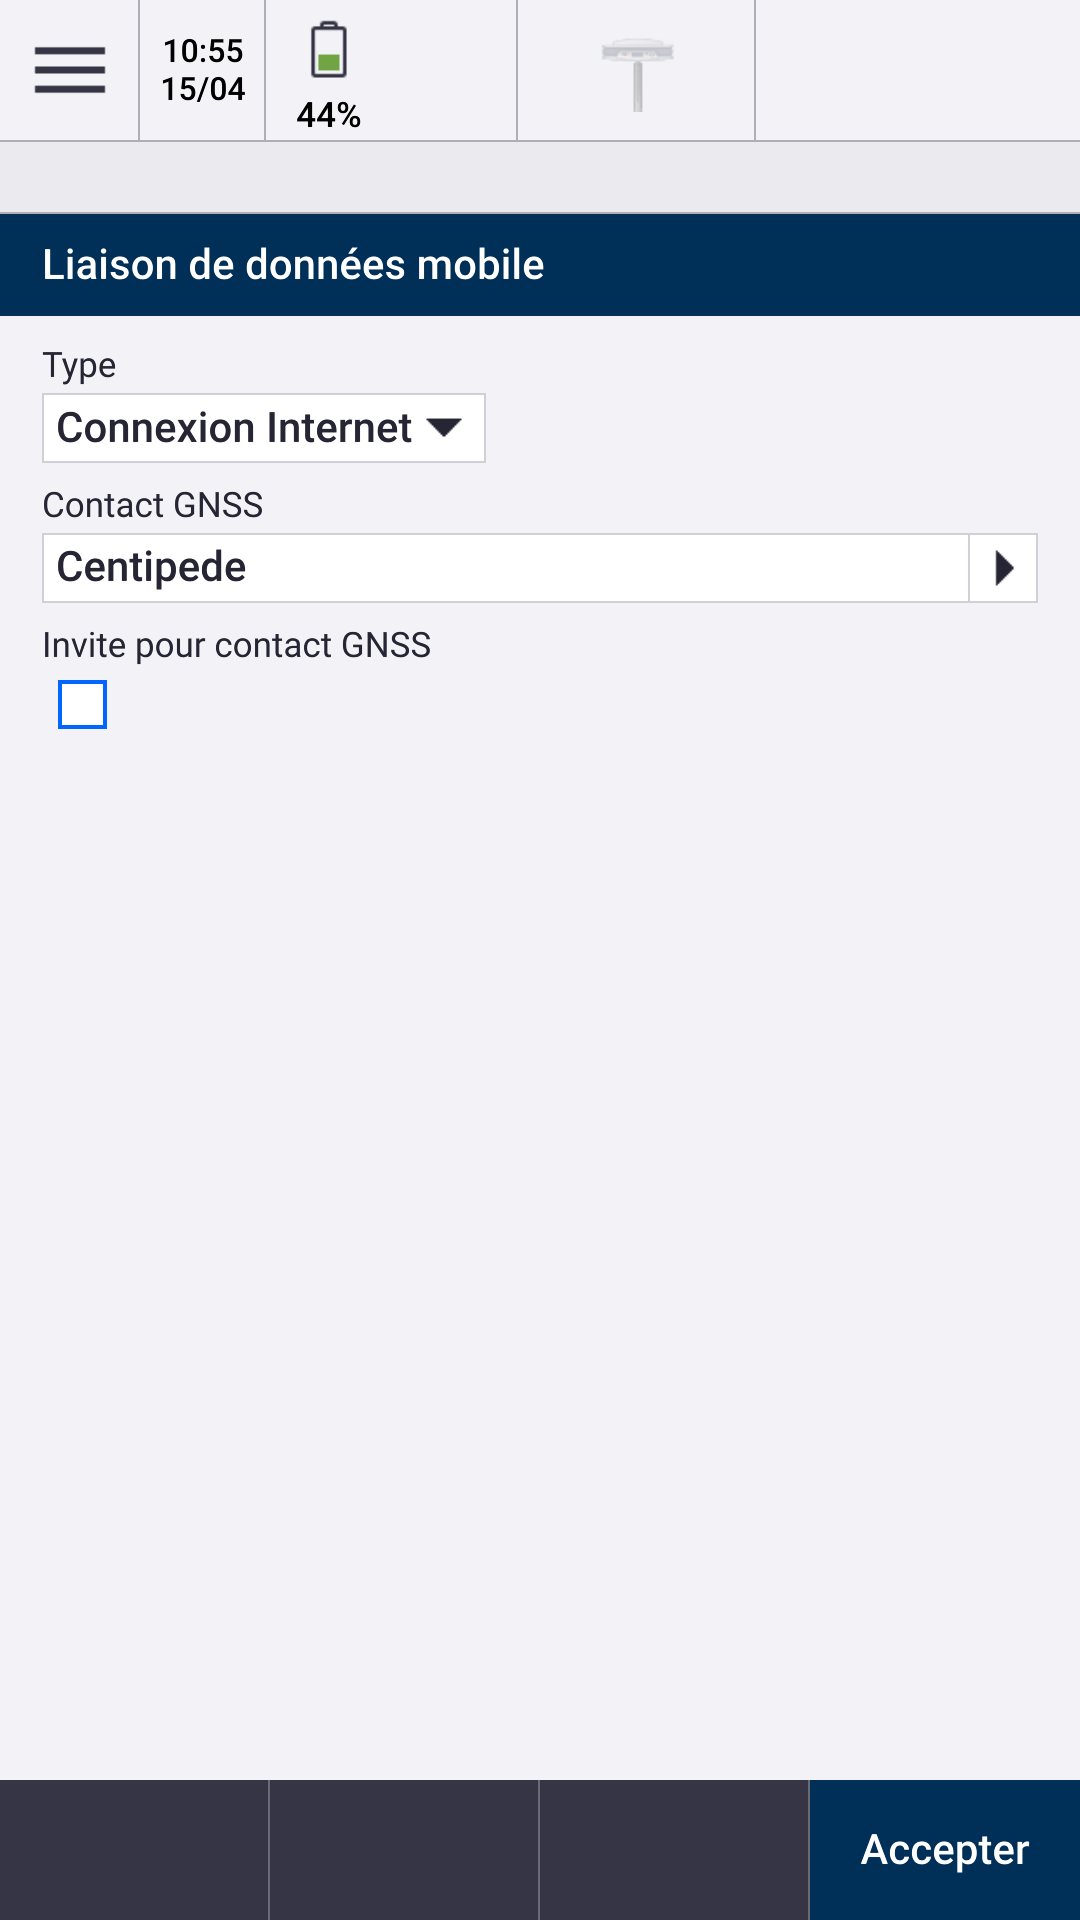 10:55
15/04
44%
Liaison de données mobile
Type
Connexion Internet
Contact GNSS
Centipede
Invite pour contact GNSS
Accepter